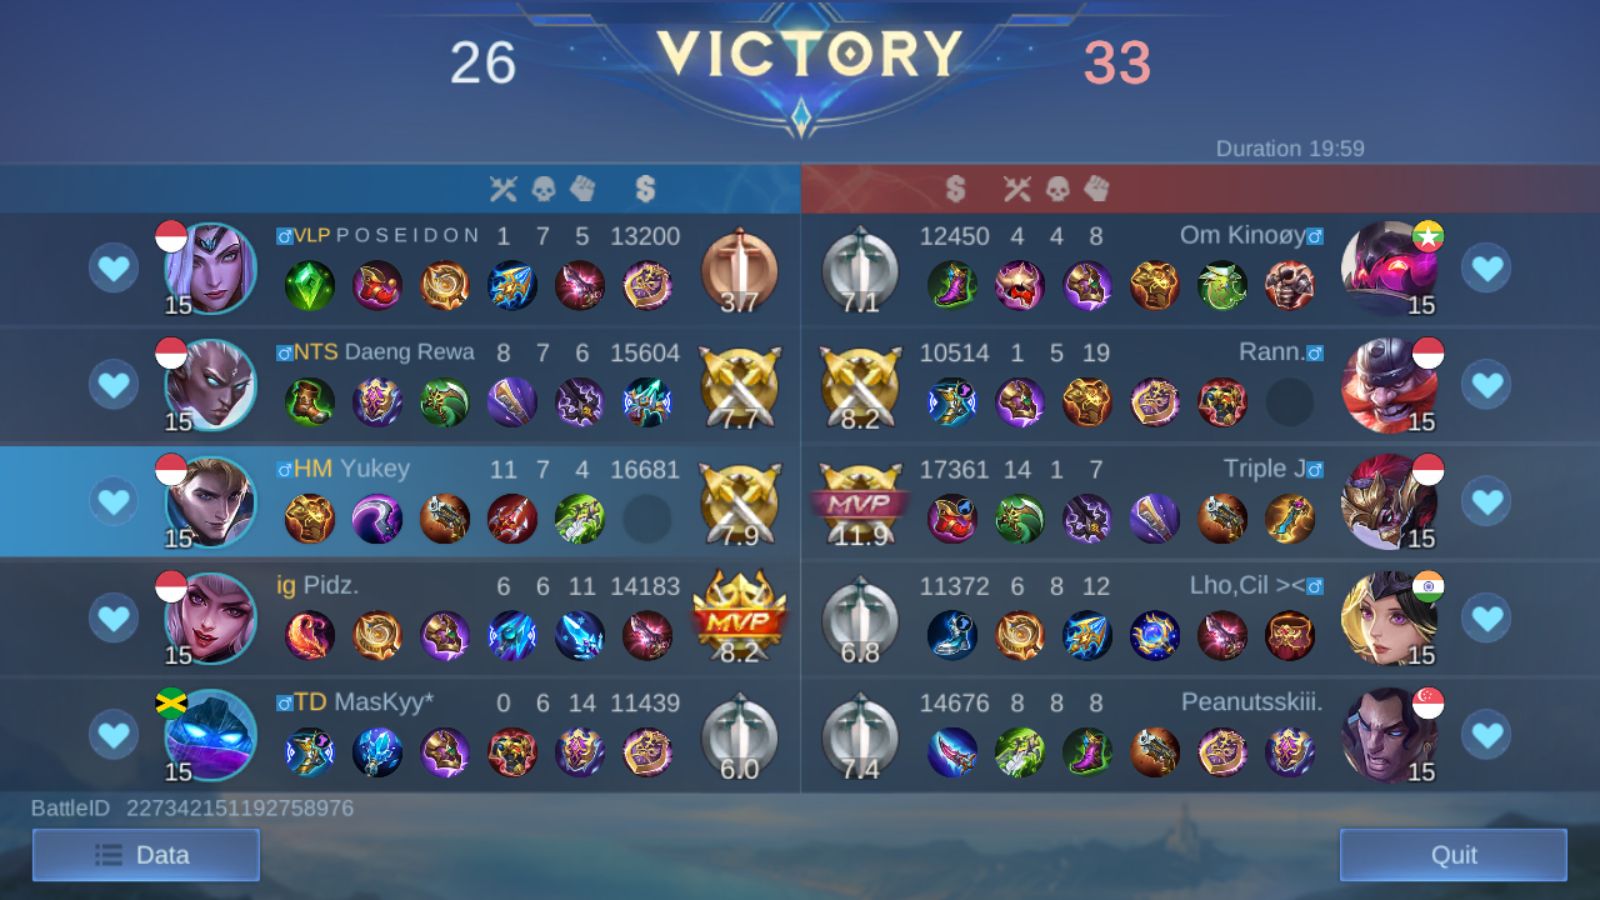 26 VICTORY 33
Duration 19:59
VLP P O S E I D O N 1 7 5 13200 3.7 15
7.1 12450 4 4 8 Om Kinoøy 15
NTS Daeng Rewa 8 7 6 15604 7.7 15
8.2 10514 1 5 19 Rann. 15
HM Yukey 11 7 4 16681 7.9 15
MVP 11.9 17361 14 1 7 Triple J 15
ig Pidz. 6 6 11 14183 MVP 8.2 15
6.8 11372 6 8 12 Lho,Cil >< 15
TD MasKyy* 0 6 14 11439 6.0 15
7.4 14676 8 8 8 Peanutsskiii. 15
BattleID 227342151192758976
Data
Quit